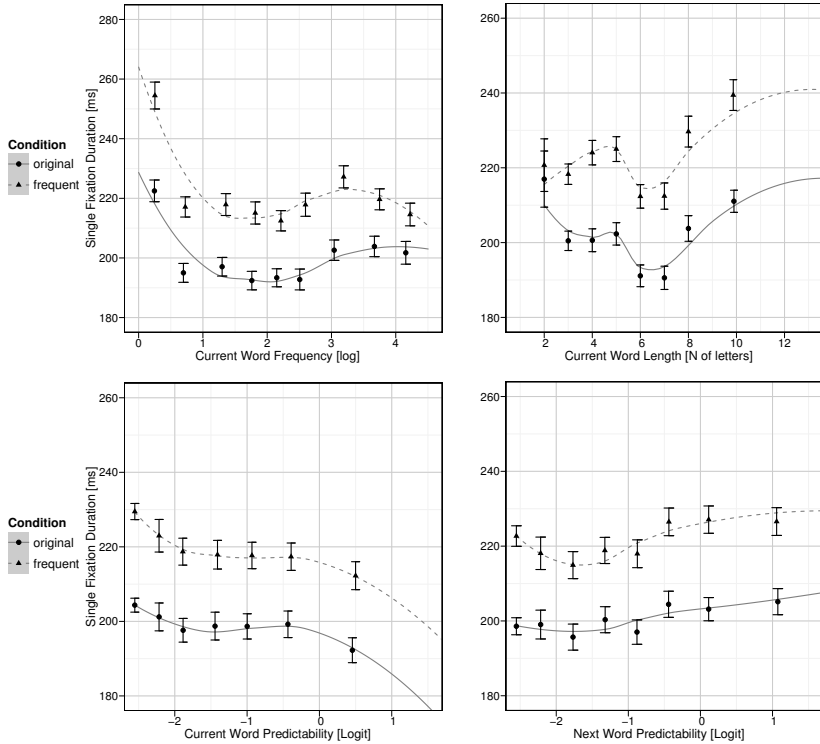 280
260
240
220
200
180
Single Fixation Duration [ms]
0 1 2 3 4
Current Word Frequency [log]
Condition
original
frequent
260
240
220
200
180
2 4 6 8 10 12
Current Word Length [N of letters]
260
240
220
200
180
Single Fixation Duration [ms]
−2 −1 0 1
Current Word Predictability [Logit]
Condition
original
frequent
260
240
220
200
180
−2 −1 0 1
Next Word Predictability [Logit]